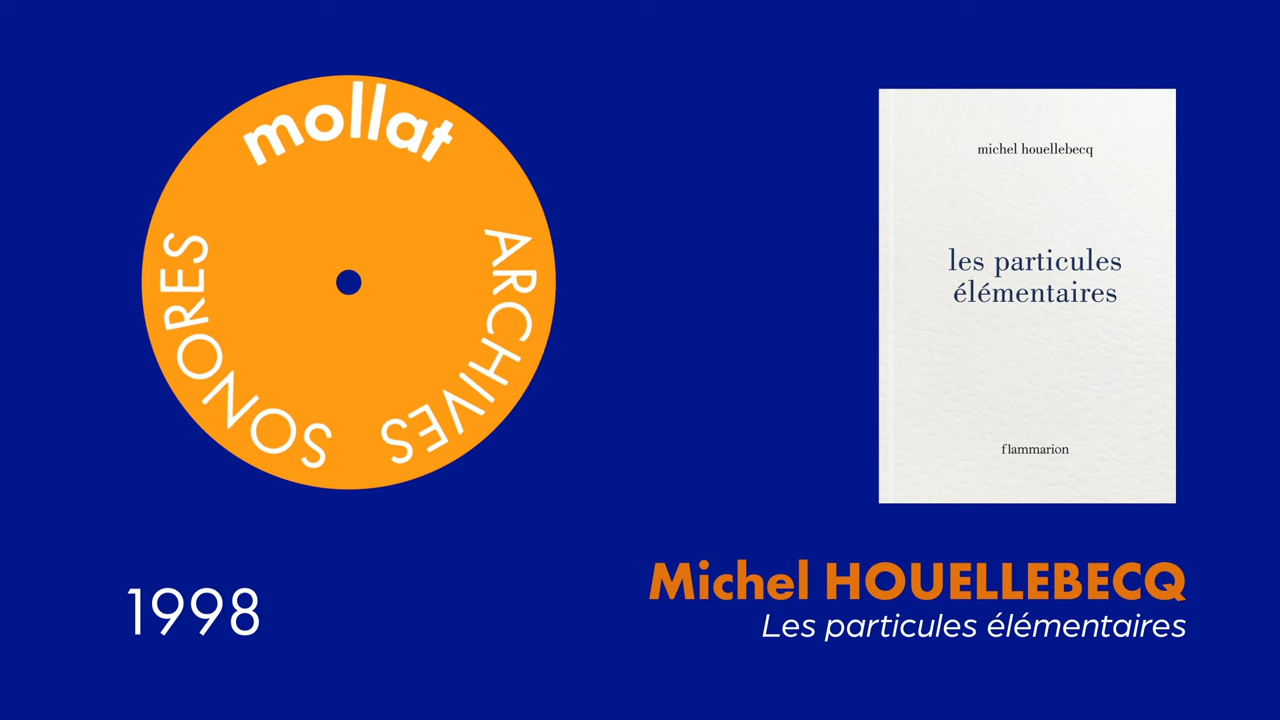 mollat
ARCHIVES
SONORES
michel houellebecq
les particules
élémentaires
flammarion
1998
Michel HOUELLEBECQ
Les particules élémentaires